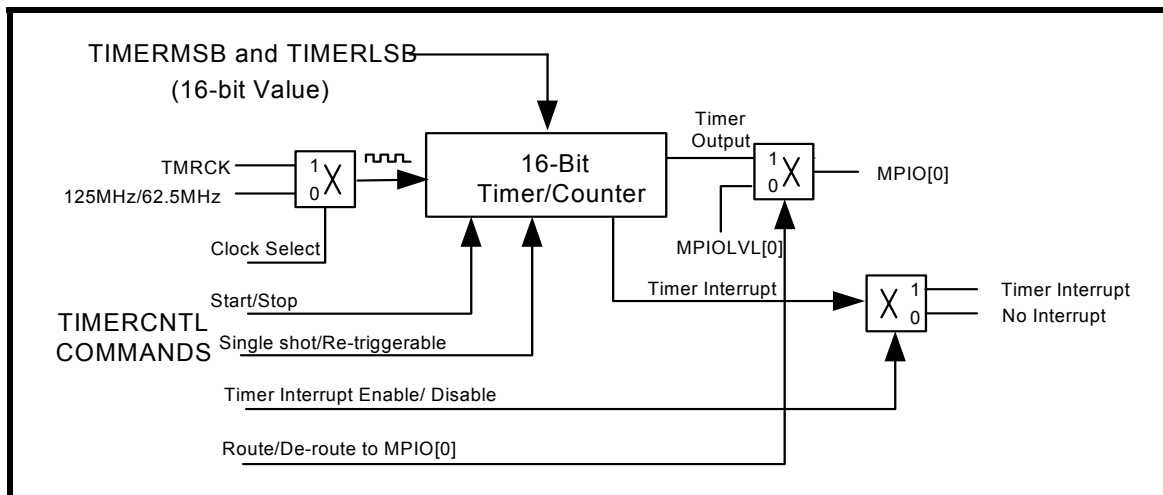 TIMERMSB and TIMERLSB
(16-bit Value)
Timer
Output
TMRCK
125MHz/62.5MHz
1
0
X
16-Bit
Timer/Counter
1
0
X
MPIO[0]
Clock Select
MPIOLVL[0]
Start/Stop
Timer Interrupt
X
1
0
Timer Interrupt
No Interrupt
TIMERCNTL
COMMANDS
Single shot/Re-triggerable
Timer Interrupt Enable/ Disable
Route/De-route to MPIO[0]